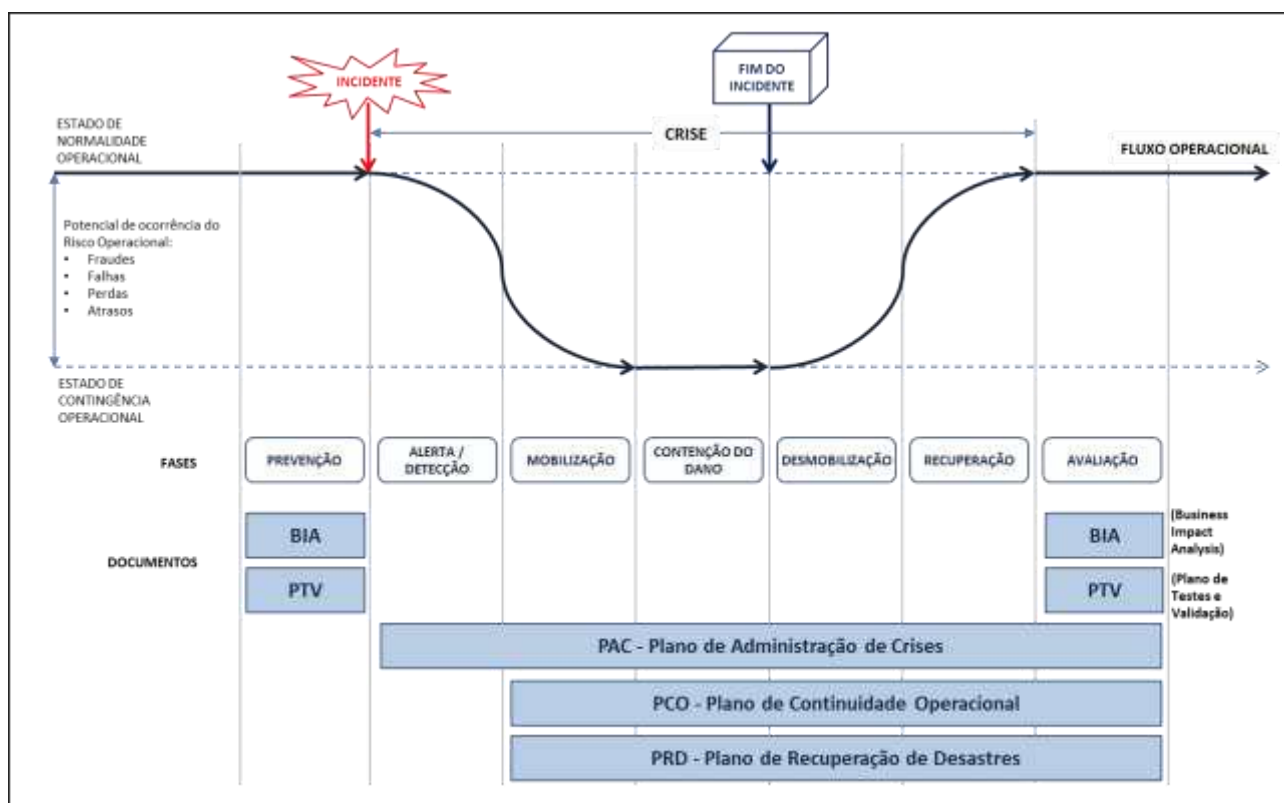 INCIDENTE
FIM DO
INCIDENTE
ESTADO DE
NORMALIDADE
OPERACIONAL
CRISE
FLUXO OPERACIONAL
Potencial de ocorrência do
Risco Operacional:
• Fraudes
• Falhas
• Perdas
• Atrasos
ESTADO DE
CONTINGÊNCIA
OPERACIONAL
FASES
PREVENÇÃO
ALERTA /
DETECÇÃO
MOBILIZAÇÃO
CONTENÇÃO DO
DANO
DESMOBILIZAÇÃO
RECUPERAÇÃO
AVALIAÇÃO
DOCUMENTOS
BIA
PTV
BIA
(Business
Impact
Analysis)
PTV
(Plano de
Testes e
Validação)
PAC - Plano de Administração de Crises
PCO - Plano de Continuidade Operacional
PRD - Plano de Recuperação de Desastres